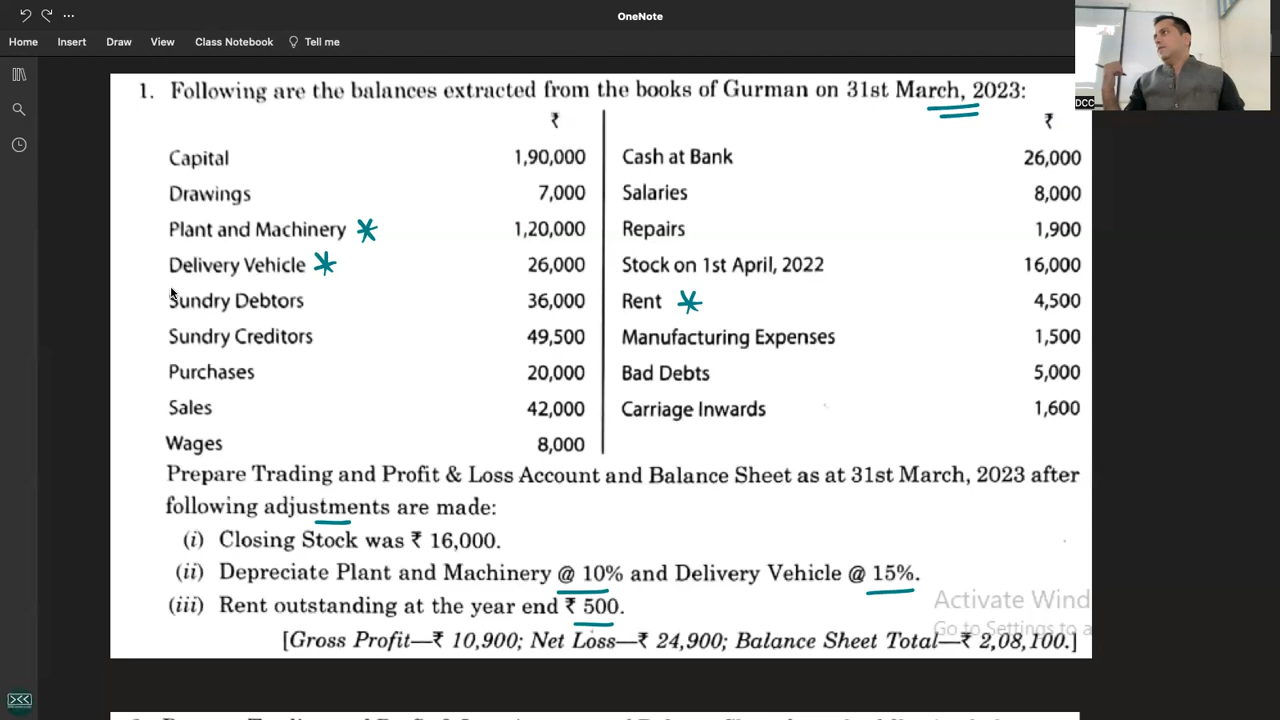 OneNote
Home Insert Draw View Class Notebook Tell me
DCC
1. Following are the balances extracted from the books of Gurman on 31st March, 2023:
₹ ₹
Capital 1,90,000 Cash at Bank 26,000
Drawings 7,000 Salaries 8,000
Plant and Machinery 1,20,000 Repairs 1,900
Delivery Vehicle 26,000 Stock on 1st April, 2022 16,000
Sundry Debtors 36,000 Rent 4,500
Sundry Creditors 49,500 Manufacturing Expenses 1,500
Purchases 20,000 Bad Debts 5,000
Sales 42,000 Carriage Inwards 1,600
Wages 8,000
Prepare Trading and Profit & Loss Account and Balance Sheet as at 31st March, 2023 after
following adjustments are made:
(i) Closing Stock was ₹ 16,000.
(ii) Depreciate Plant and Machinery @ 10% and Delivery Vehicle @ 15%.
(iii) Rent outstanding at the year end ₹ 500.
Activate Wind
Go to Settings to a
[Gross Profit—₹ 10,900; Net Loss—₹ 24,900; Balance Sheet Total—₹ 2,08,100.]